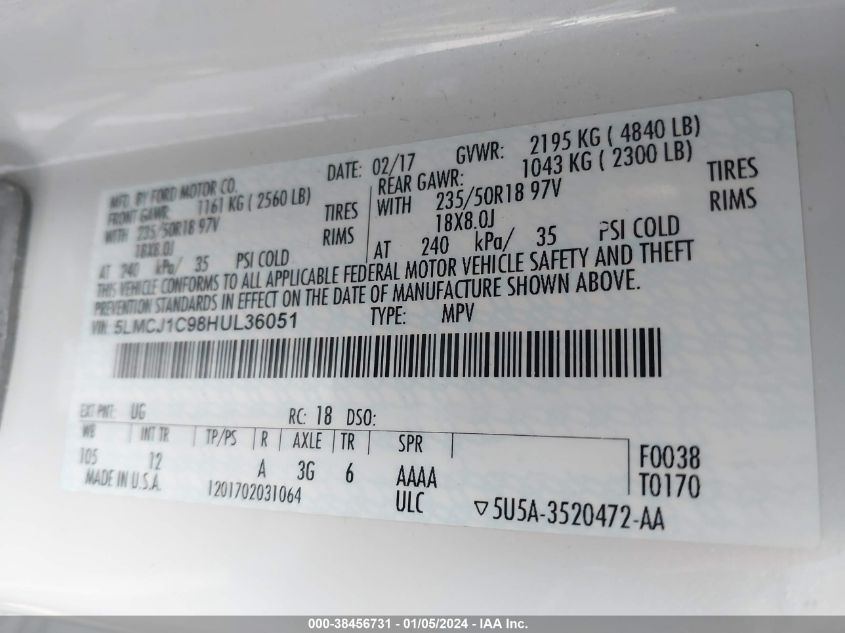 MFD. BY FORD MOTOR CO.
DATE: 02/17 GVWR: 2195 KG ( 4840 LB)
FRONT GAWR: 1161 KG ( 2560 LB) REAR GAWR: 1043 KG ( 2300 LB)
WITH 235/50R18 97V TIRES WITH 235/50R18 97V TIRES
18X8.0J RIMS 18X8.0J RIMS
AT 240 kPa/ 35 PSI COLD AT 240 kPa/ 35 PSI COLD
THIS VEHICLE CONFORMS TO ALL APPLICABLE FEDERAL MOTOR VEHICLE SAFETY AND THEFT
PREVENTION STANDARDS IN EFFECT ON THE DATE OF MANUFACTURE SHOWN ABOVE.
VIN: 5LMCJ1C98HUL36051 TYPE: MPV
EXT PNT: UG RC: 18 DSO:
WB INT TR TP/PS R AXLE TR SPR
105 12 A 3G 6 AAAA F0038
MADE IN U.S.A. 1201702031064 ULC T0170
5U5A-3520472-AA
000-38456731 - 01/05/2024 - IAA Inc.